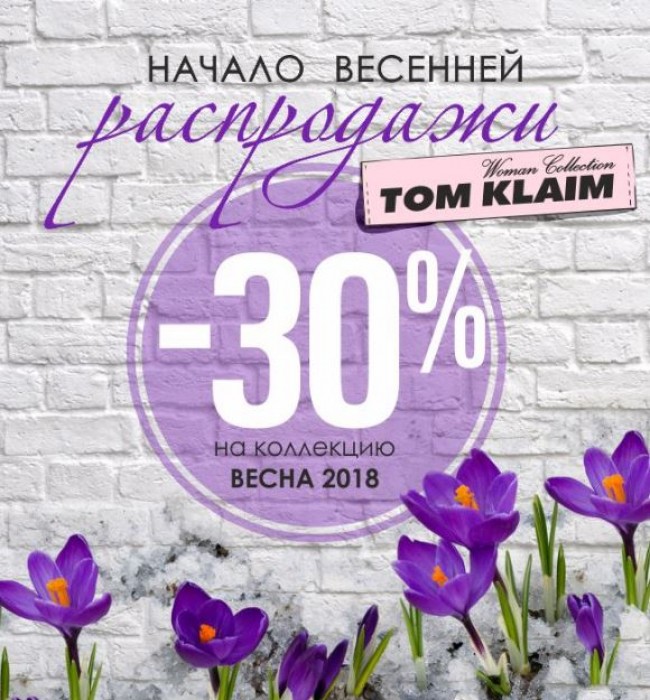 НАЧАЛО ВЕСЕННЕЙ
распродажи
Woman Collection
TOM KLAIM
-30%
на коллекцию
ВЕСНА 2018